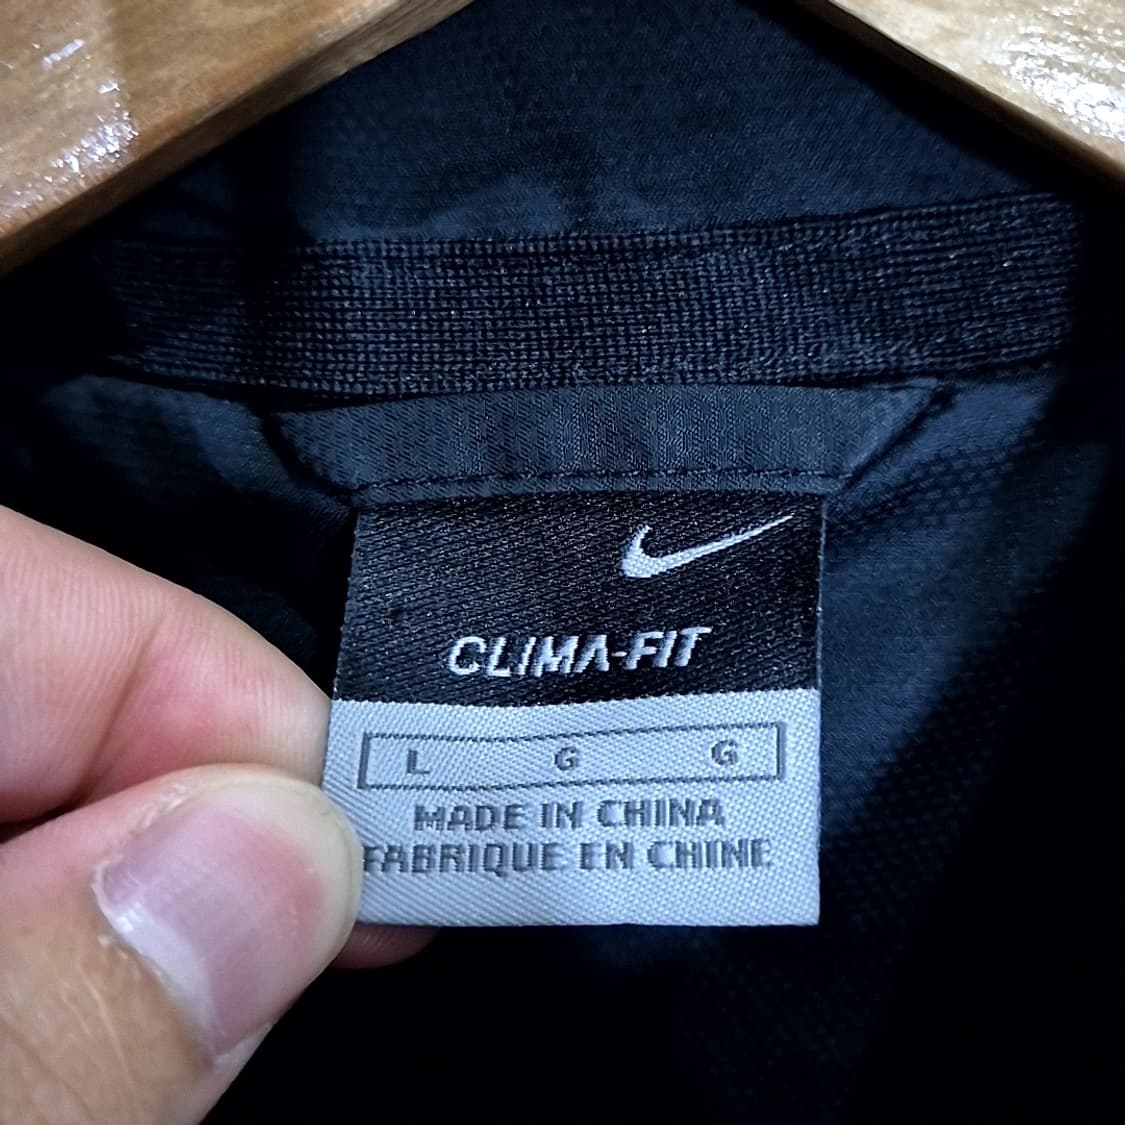 CLIMA-FIT
L G G
MADE IN CHINA
FABRIQUE EN CHINE